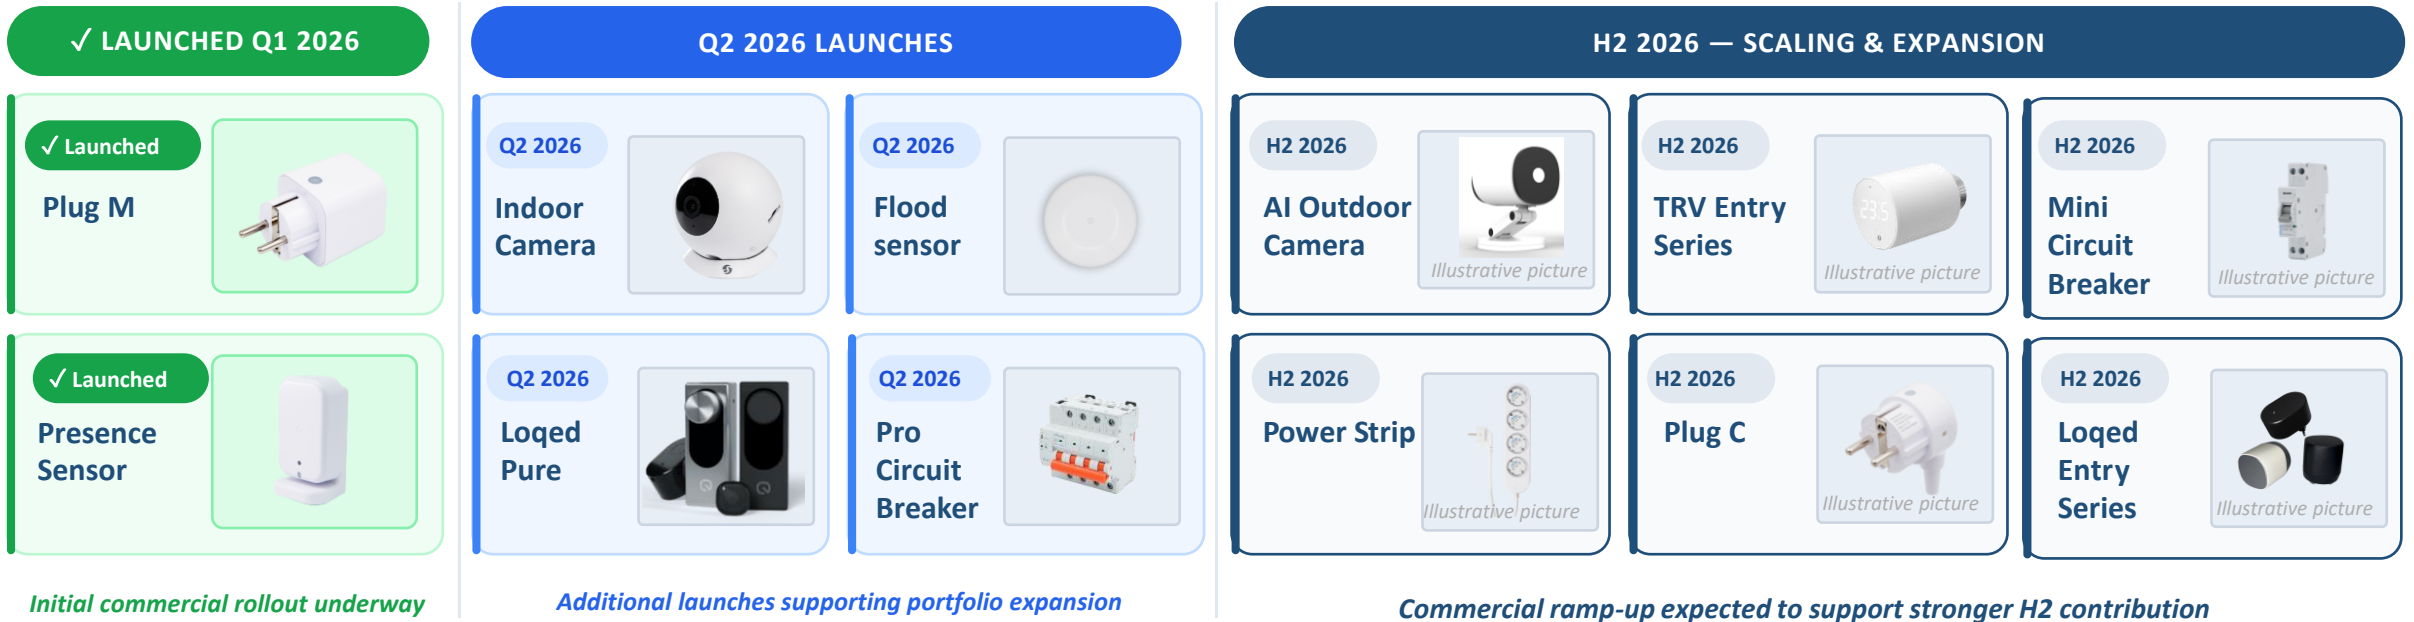 ✓ LAUNCHED Q1 2026
✓ Launched
Plug M
✓ Launched
Presence
Sensor
Initial commercial rollout underway
Q2 2026 LAUNCHES
Q2 2026
Indoor
Camera
Q2 2026
Flood
sensor
Q2 2026
Loqed
Pure
Q2 2026
Pro
Circuit
Breaker
Additional launches supporting portfolio expansion
H2 2026 — SCALING & EXPANSION
H2 2026
AI Outdoor
Camera
Illustrative picture
H2 2026
TRV Entry
Series
23.5
Illustrative picture
H2 2026
Mini
Circuit
Breaker
Illustrative picture
H2 2026
Power Strip
Illustrative picture
H2 2026
Plug C
Illustrative picture
H2 2026
Loqed
Entry
Series
Illustrative picture
Commercial ramp-up expected to support stronger H2 contribution